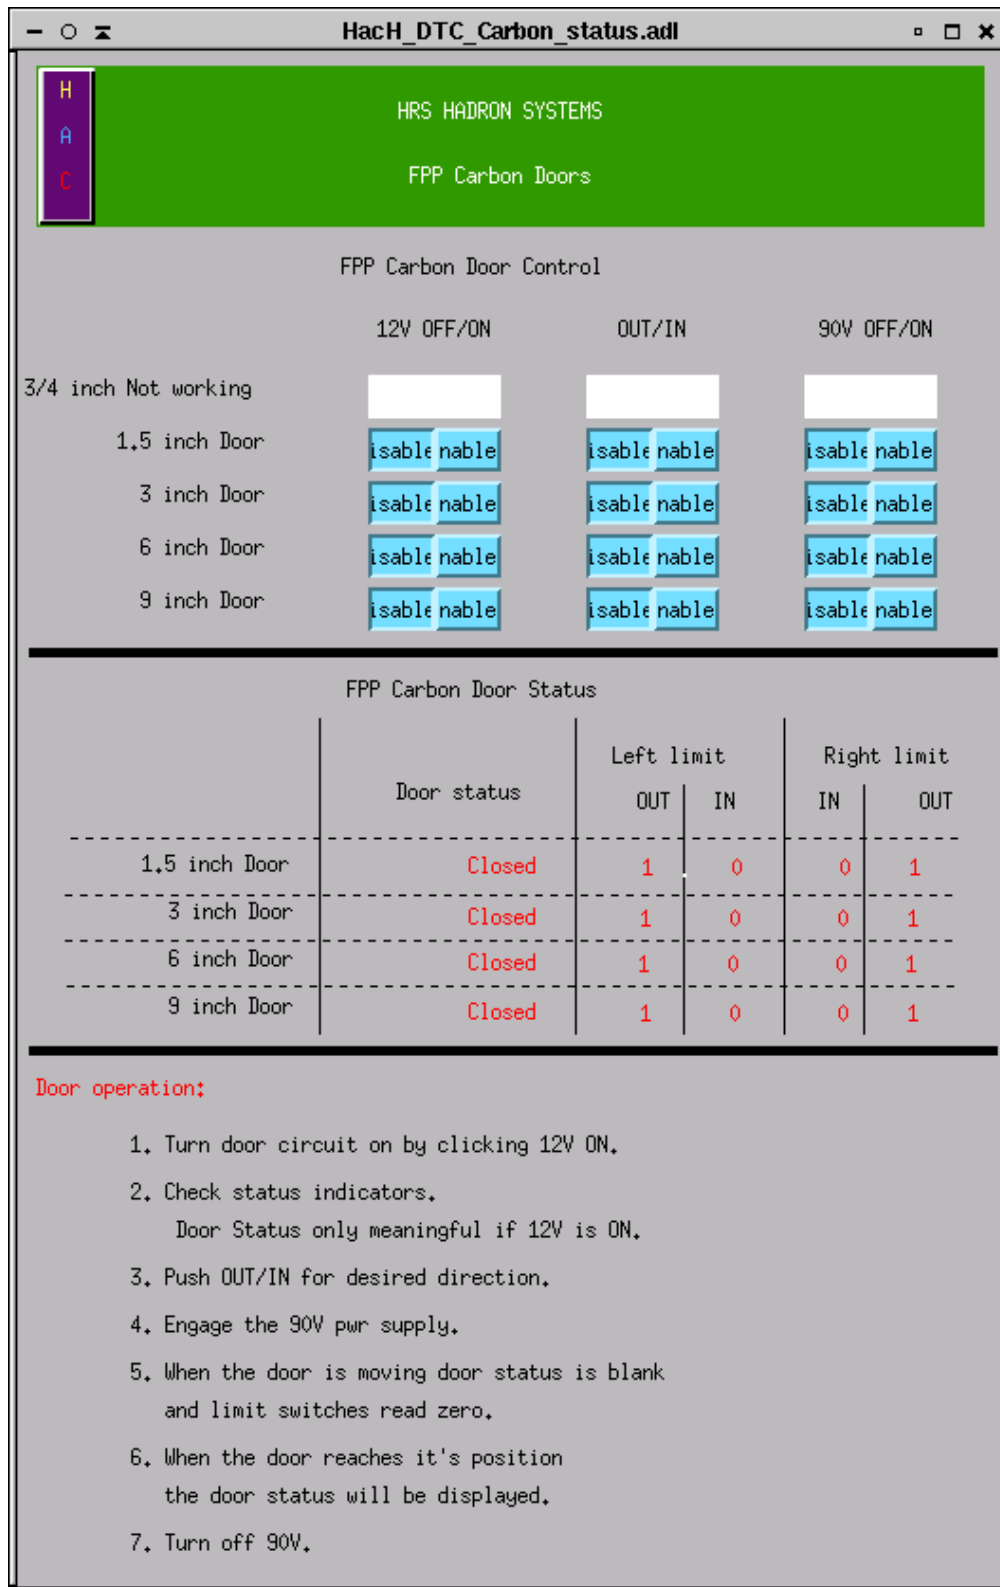 HacH_DTC_Carbon_status.adl
H
A
C
HRS HADRON SYSTEMS
FPP Carbon Doors
FPP Carbon Door Control
12V OFF/ON OUT/IN 90V OFF/ON
3/4 inch Not working
1.5 inch Door isable nable isable nable isable nable
3 inch Door isable nable isable nable isable nable
6 inch Door isable nable isable nable isable nable
9 inch Door isable nable isable nable isable nable
FPP Carbon Door Status
Left limit Right limit
Door status OUT IN IN OUT
1.5 inch Door Closed 1 0 0 1
3 inch Door Closed 1 0 0 1
6 inch Door Closed 1 0 0 1
9 inch Door Closed 1 0 0 1
Door operation:
1. Turn door circuit on by clicking 12V ON.
2. Check status indicators.
Door Status only meaningful if 12V is ON.
3. Push OUT/IN for desired direction.
4. Engage the 90V pwr supply.
5. When the door is moving door status is blank
and limit switches read zero.
6. When the door reaches it's position
the door status will be displayed.
7. Turn off 90V.